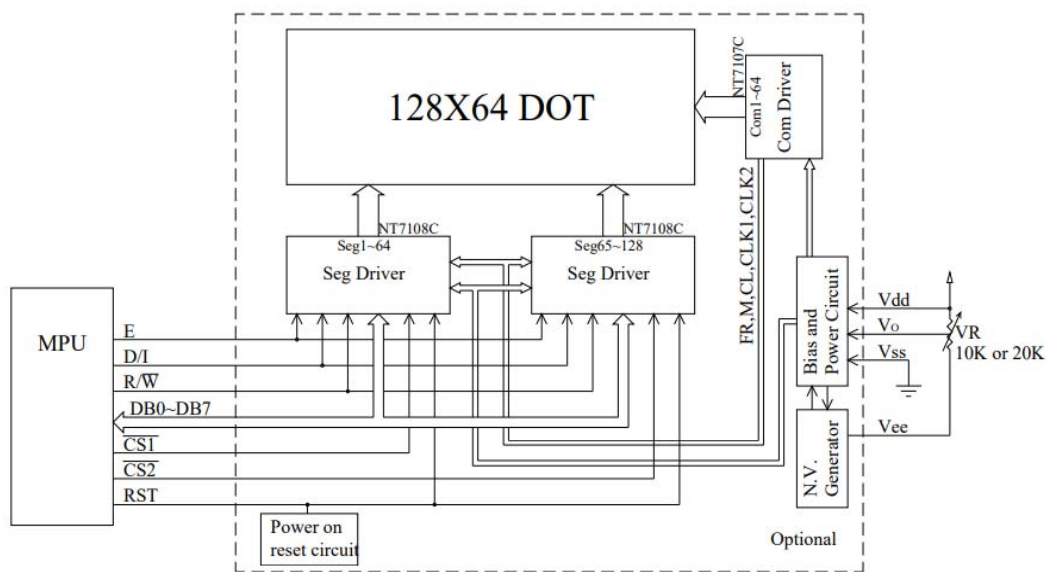 128X64 DOT
NT7107C
Com1~64
Com Driver
NT7108C
Seg1~64
Seg Driver
NT7108C
Seg65~128
Seg Driver
FR,M,CL,CLK1,CLK2
MPU
E
D/I
R/W̅
DB0~DB7
C̅S̅1̅
C̅S̅2̅
RST
Power on
reset circuit
Bias and
Power Circuit
Vdd
Vo
Vss
VR
10K or 20K
Vee
N.V.
Generator
Optional